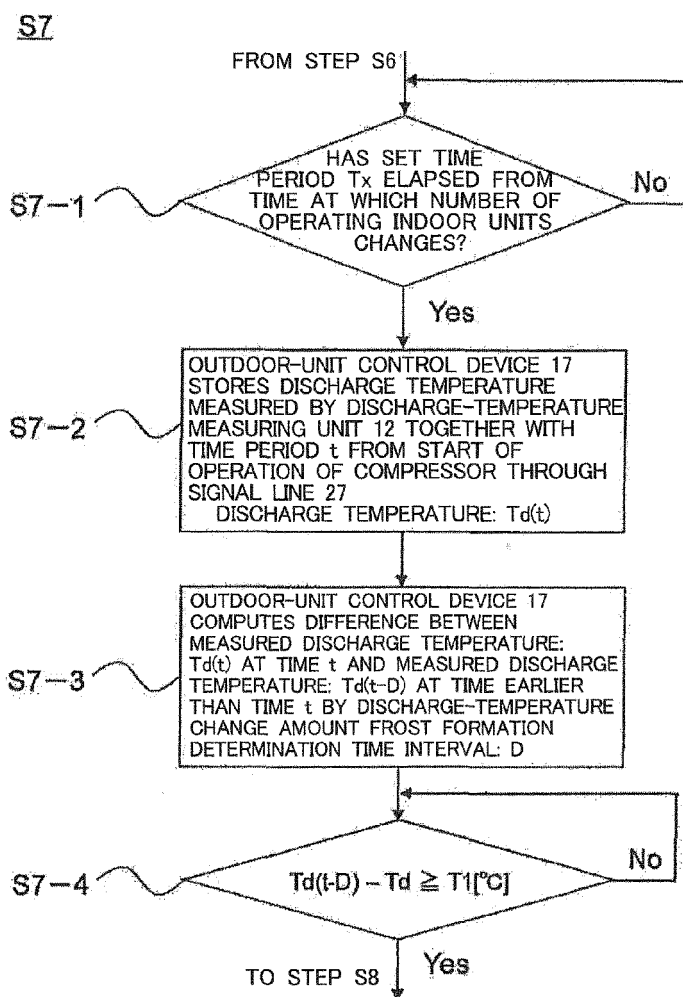 S7
FROM STEP S6
HAS SET TIME
PERIOD Tx ELAPSED FROM
TIME AT WHICH NUMBER OF
OPERATING INDOOR UNITS
CHANGES?
No
S7-1
Yes
OUTDOOR-UNIT CONTROL DEVICE 17
STORES DISCHARGE TEMPERATURE
MEASURED BY DISCHARGE-TEMPERATURE
MEASURING UNIT 12 TOGETHER WITH
TIME PERIOD t FROM START OF
OPERATION OF COMPRESSOR THROUGH
SIGNAL LINE 27
DISCHARGE TEMPERATURE: Td(t)
S7-2
OUTDOOR-UNIT CONTROL DEVICE 17
COMPUTES DIFFERENCE BETWEEN
MEASURED DISCHARGE TEMPERATURE:
Td(t) AT TIME t AND MEASURED DISCHARGE
TEMPERATURE: Td(t-D) AT TIME EARLIER
THAN TIME t BY DISCHARGE-TEMPERATURE
CHANGE AMOUNT FROST FORMATION
DETERMINATION TIME INTERVAL: D
S7-3
Td(t-D) – Td ≧ T1[°C]
No
S7-4
Yes
TO STEP S8